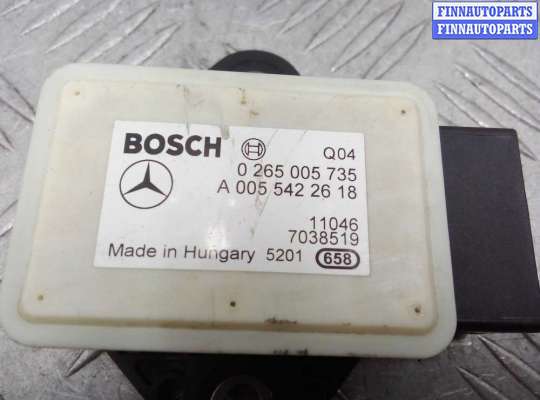 FINNAUTOPARTS
FINNAUTOPARTS
BOSCH Q04
0 265 005 735
A 005 542 26 18
11046
7038519
Made in Hungary 5201 658